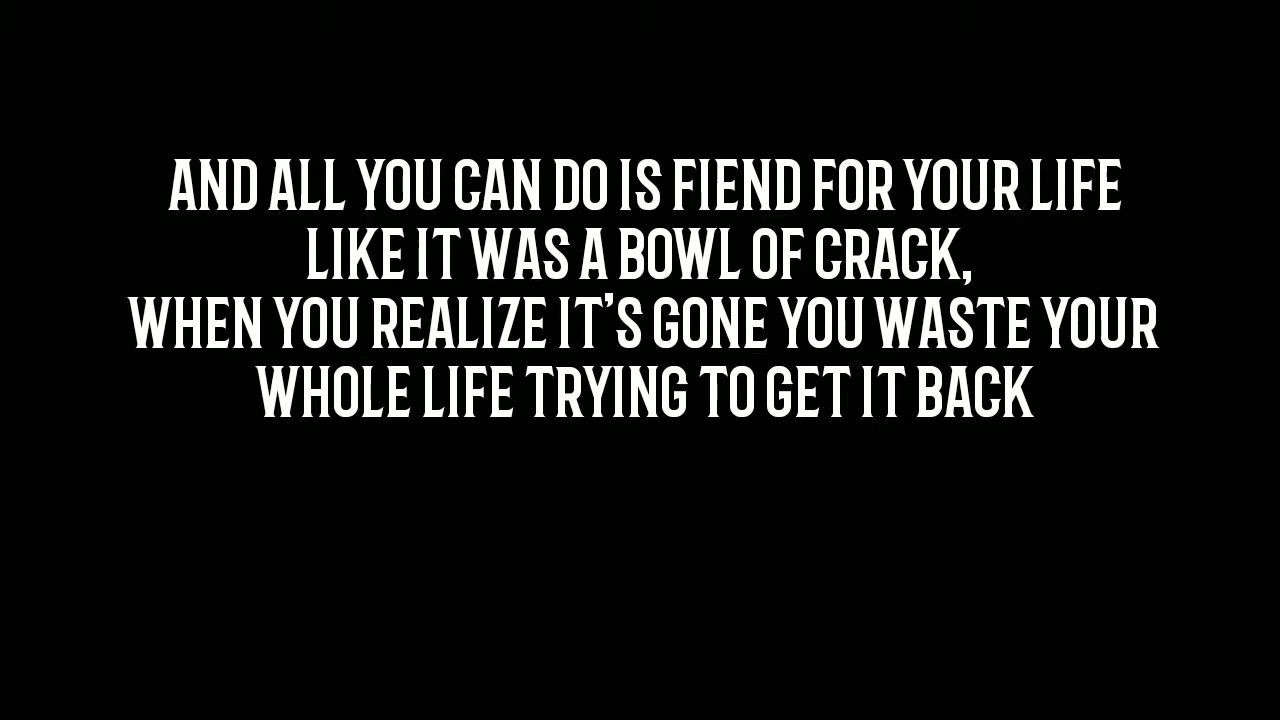 AND ALL YOU CAN DO IS FIEND FOR YOUR LIFE
LIKE IT WAS A BOWL OF CRACK,
WHEN YOU REALIZE IT'S GONE YOU WASTE YOUR
WHOLE LIFE TRYING TO GET IT BACK